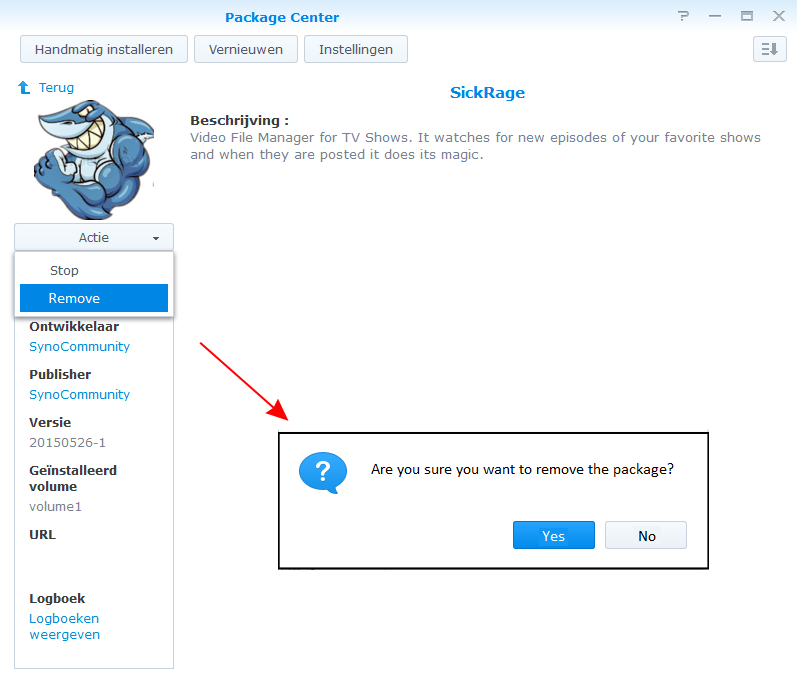 Package Center
Handmatig installeren
Vernieuwen
Instellingen
Terug
SickRage
Beschrijving :
Video File Manager for TV Shows. It watches for new episodes of your favorite shows
and when they are posted it does its magic.
Actie
Stop
Remove
Ontwikkelaar
SynoCommunity
Publisher
SynoCommunity
Versie
20150526-1
Geïnstalleerd
volume
volume1
URL
Logboek
Logboeken
weergeven
?
Are you sure you want to remove the package?
Yes
No